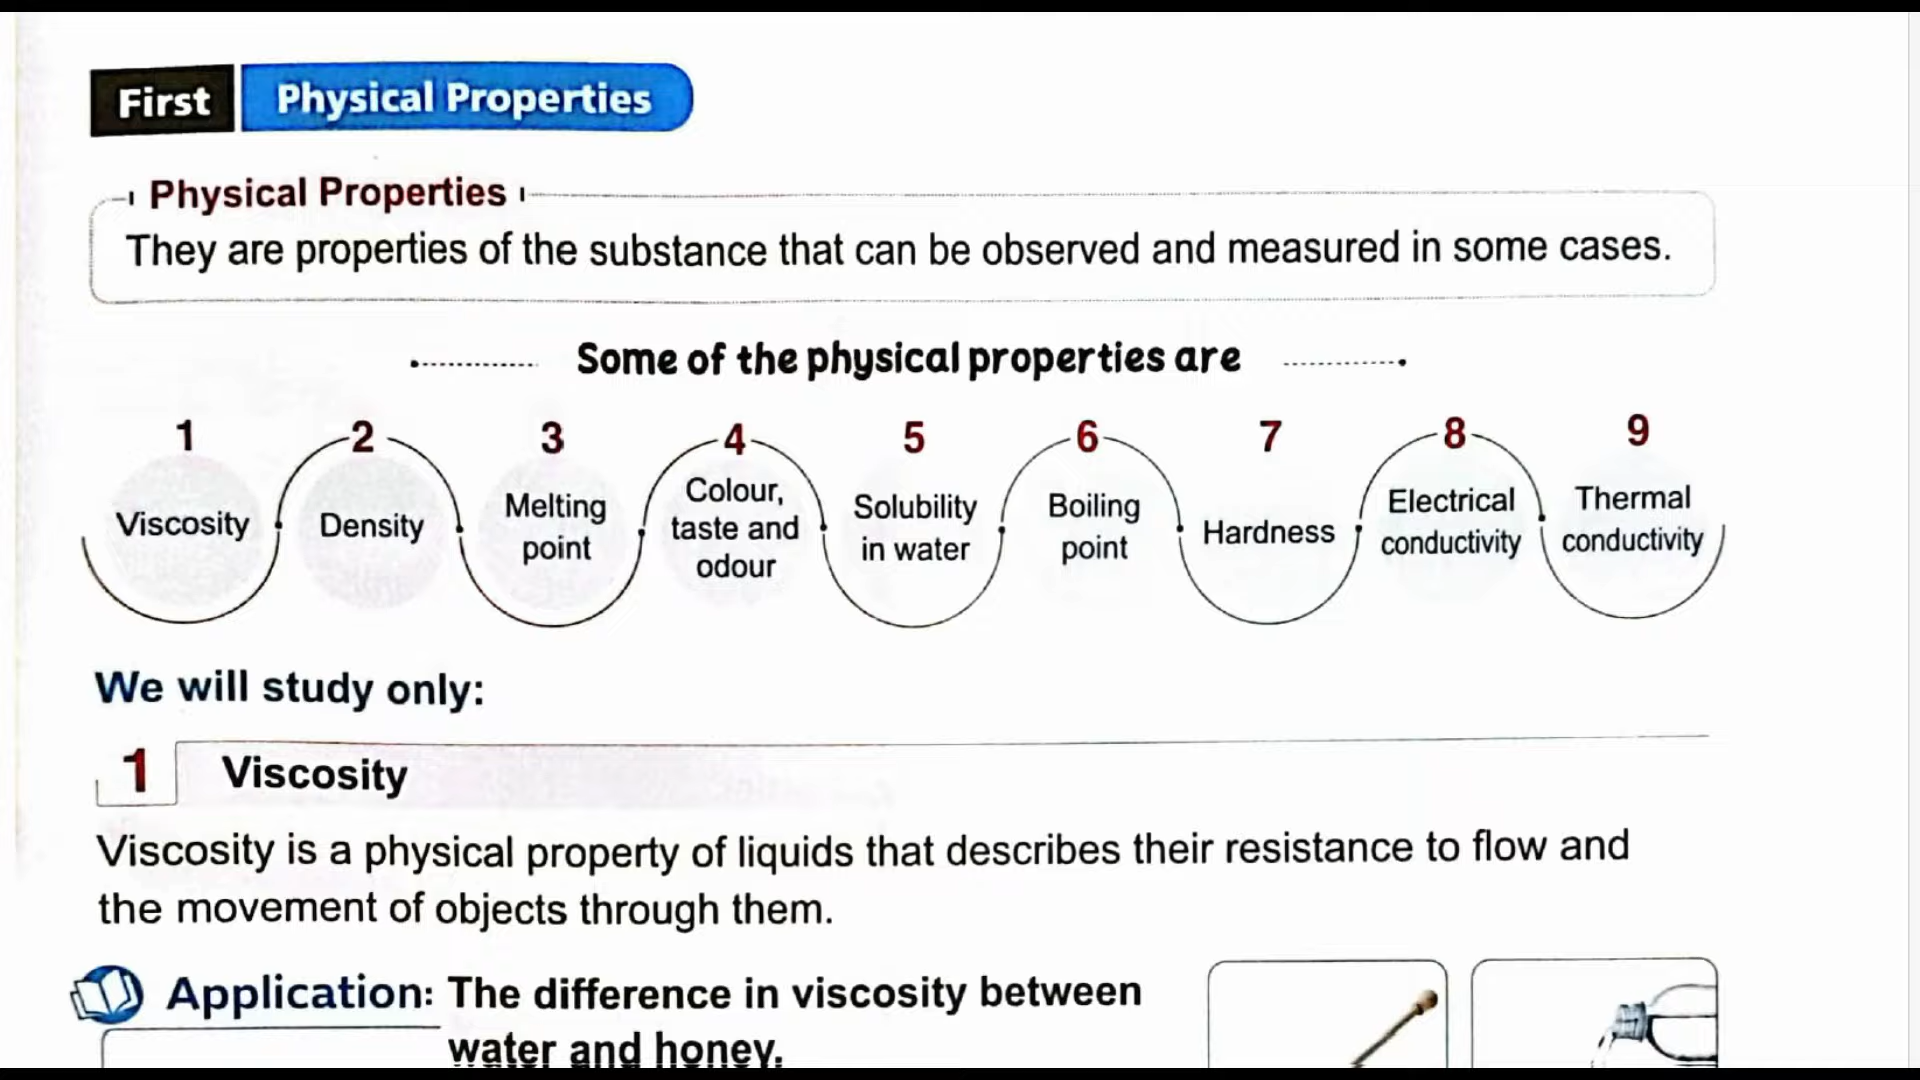 First Physical Properties
Physical Properties
They are properties of the substance that can be observed and measured in some cases.
Some of the physical properties are
1 2 3 4 5 6 7 8 9
Viscosity
Density
Melting
point
Colour,
taste and
odour
Solubility
in water
Boiling
point
Hardness
Electrical
conductivity
Thermal
conductivity
We will study only:
1 Viscosity
Viscosity is a physical property of liquids that describes their resistance to flow and
the movement of objects through them.
Application: The difference in viscosity between
water and honey.